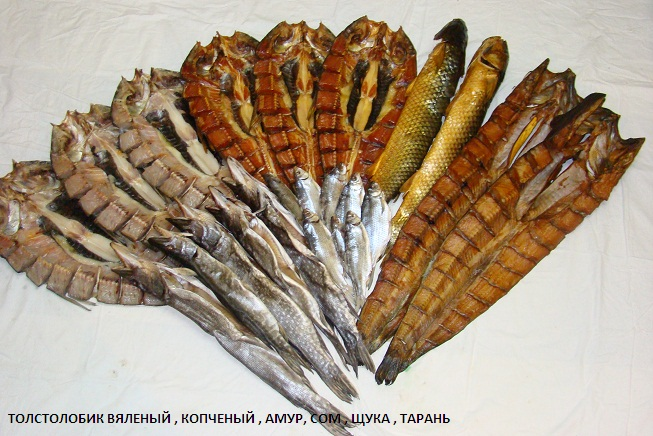 ТОЛСТОЛОБИК ВЯЛЕНЫЙ , КОПЧЕНЫЙ , АМУР, СОМ , ЩУКА , ТАРАНЬ